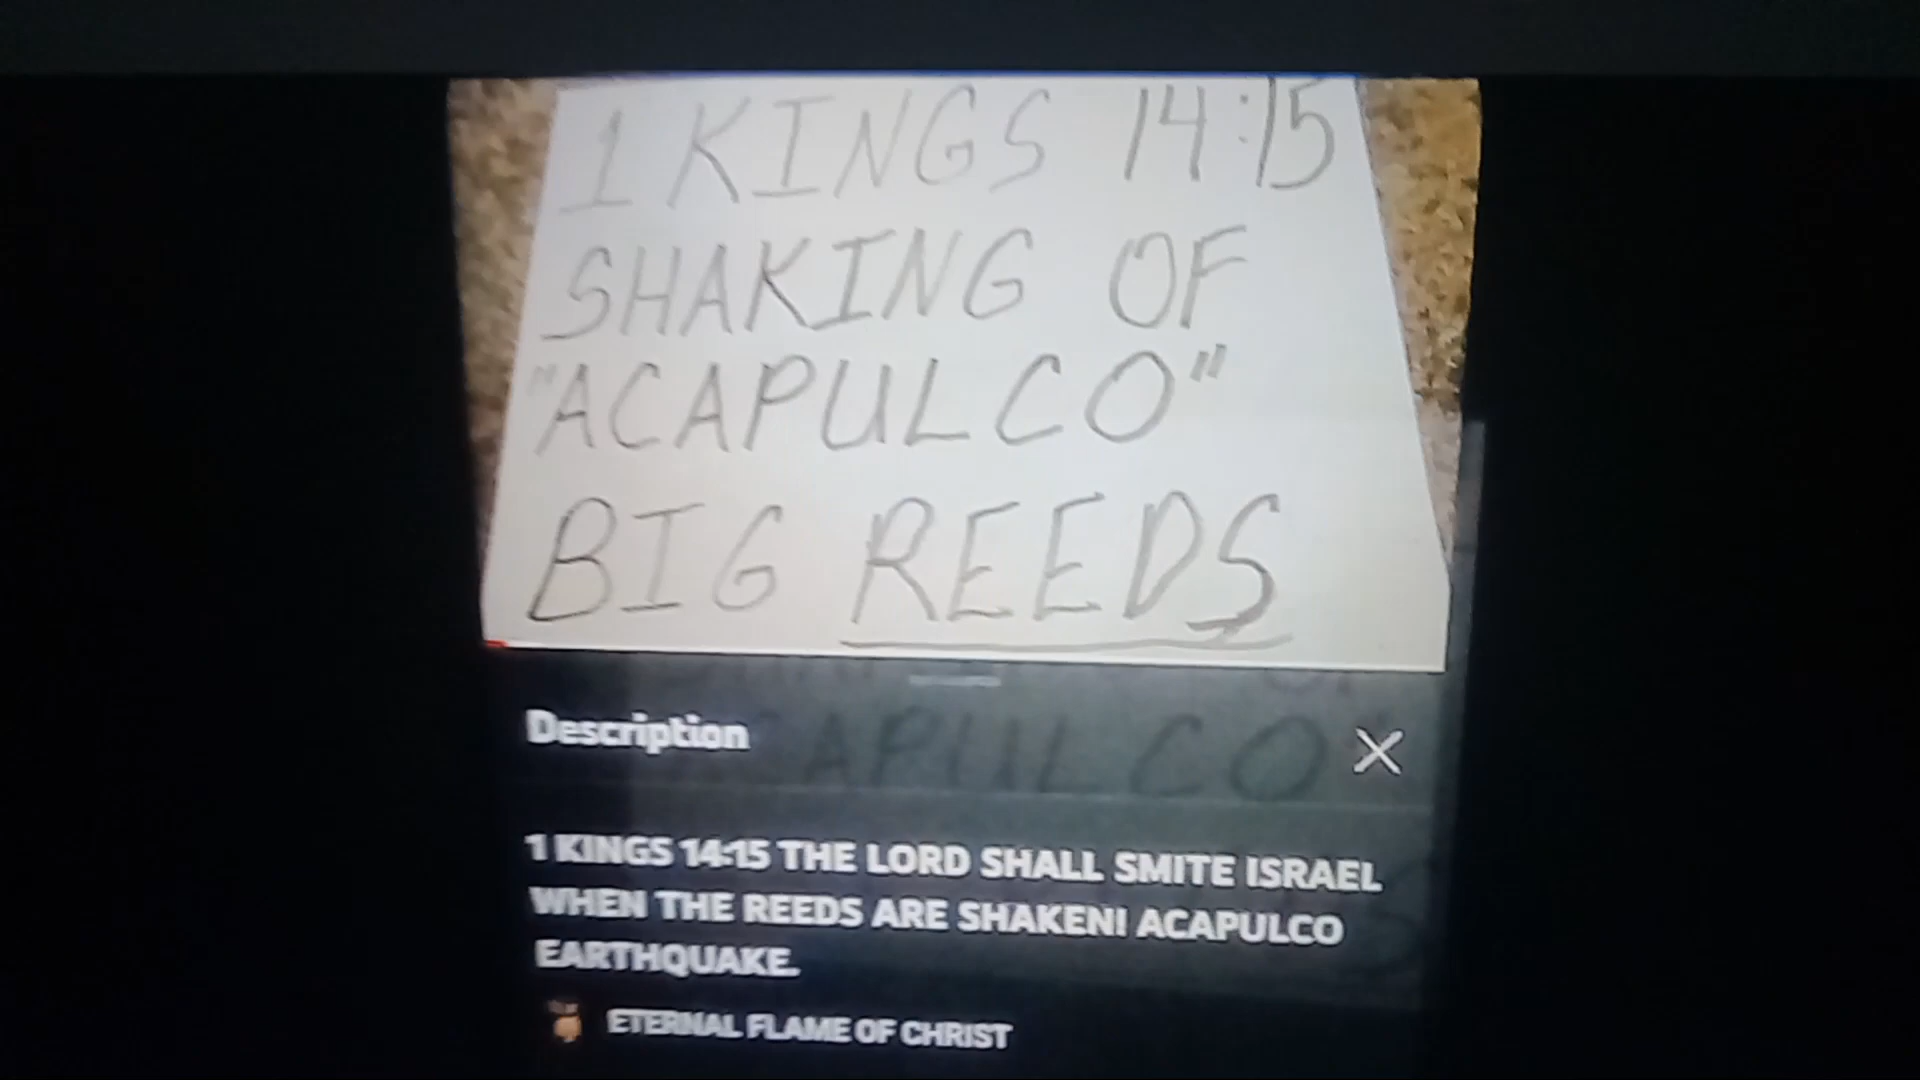 1 KINGS 14:15
SHAKING OF
"ACAPULCO"
BIG REEDS
Description
APULCO
1 KINGS 14:15 THE LORD SHALL SMITE ISRAEL
WHEN THE REEDS ARE SHAKEN! ACAPULCO
EARTHQUAKE.
ETERNAL FLAME OF CHRIST